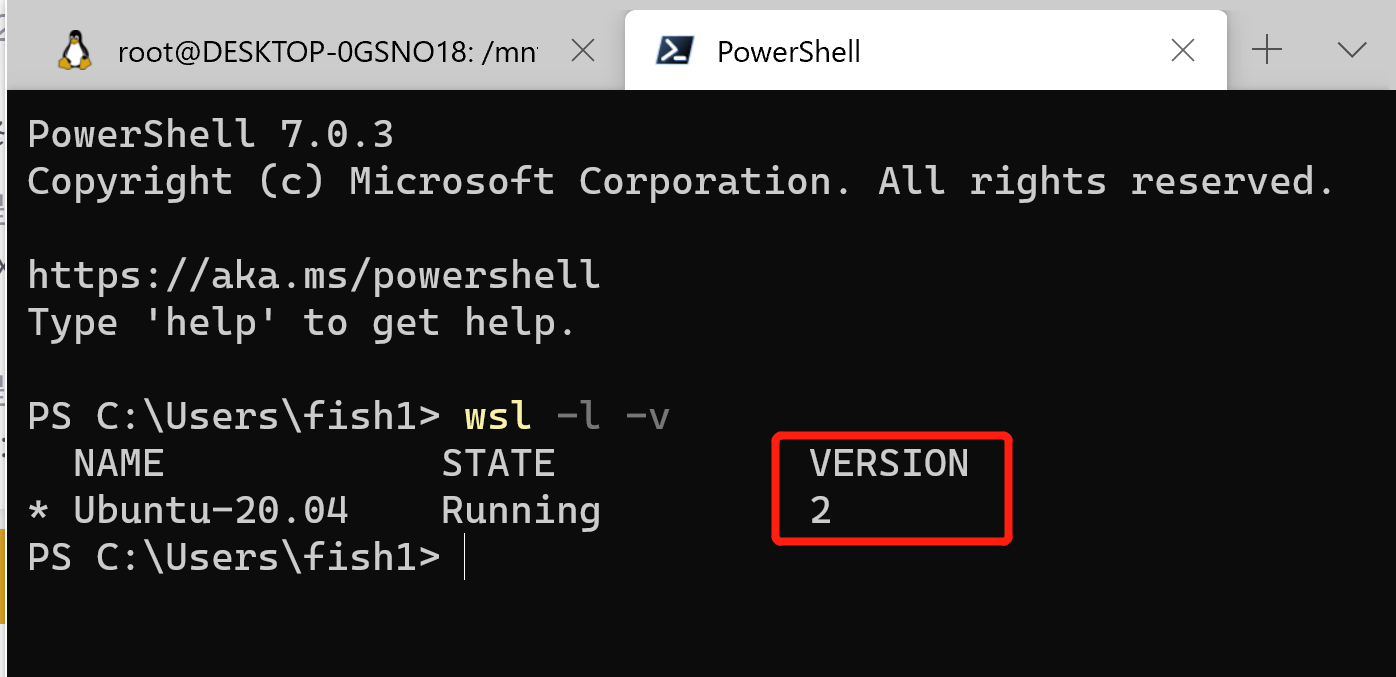 root@DESKTOP-0GSNO18: /mn
PowerShell
PowerShell 7.0.3
Copyright (c) Microsoft Corporation. All rights reserved.
https://aka.ms/powershell
Type 'help' to get help.
PS C:\Users\fish1> wsl -l -v
  NAME            STATE           VERSION
* Ubuntu-20.04    Running         2
PS C:\Users\fish1>